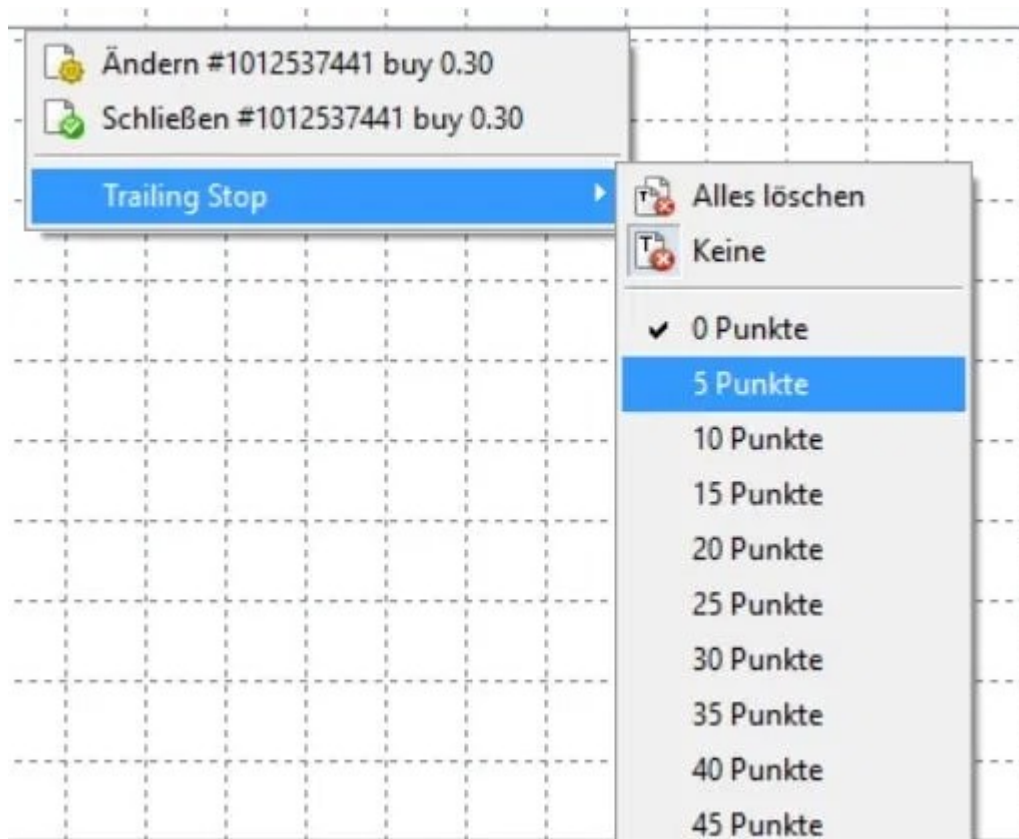 Ändern #1012537441 buy 0.30
Schließen #1012537441 buy 0.30
Trailing Stop
Alles löschen
Keine
0 Punkte
5 Punkte
10 Punkte
15 Punkte
20 Punkte
25 Punkte
30 Punkte
35 Punkte
40 Punkte
45 Punkte